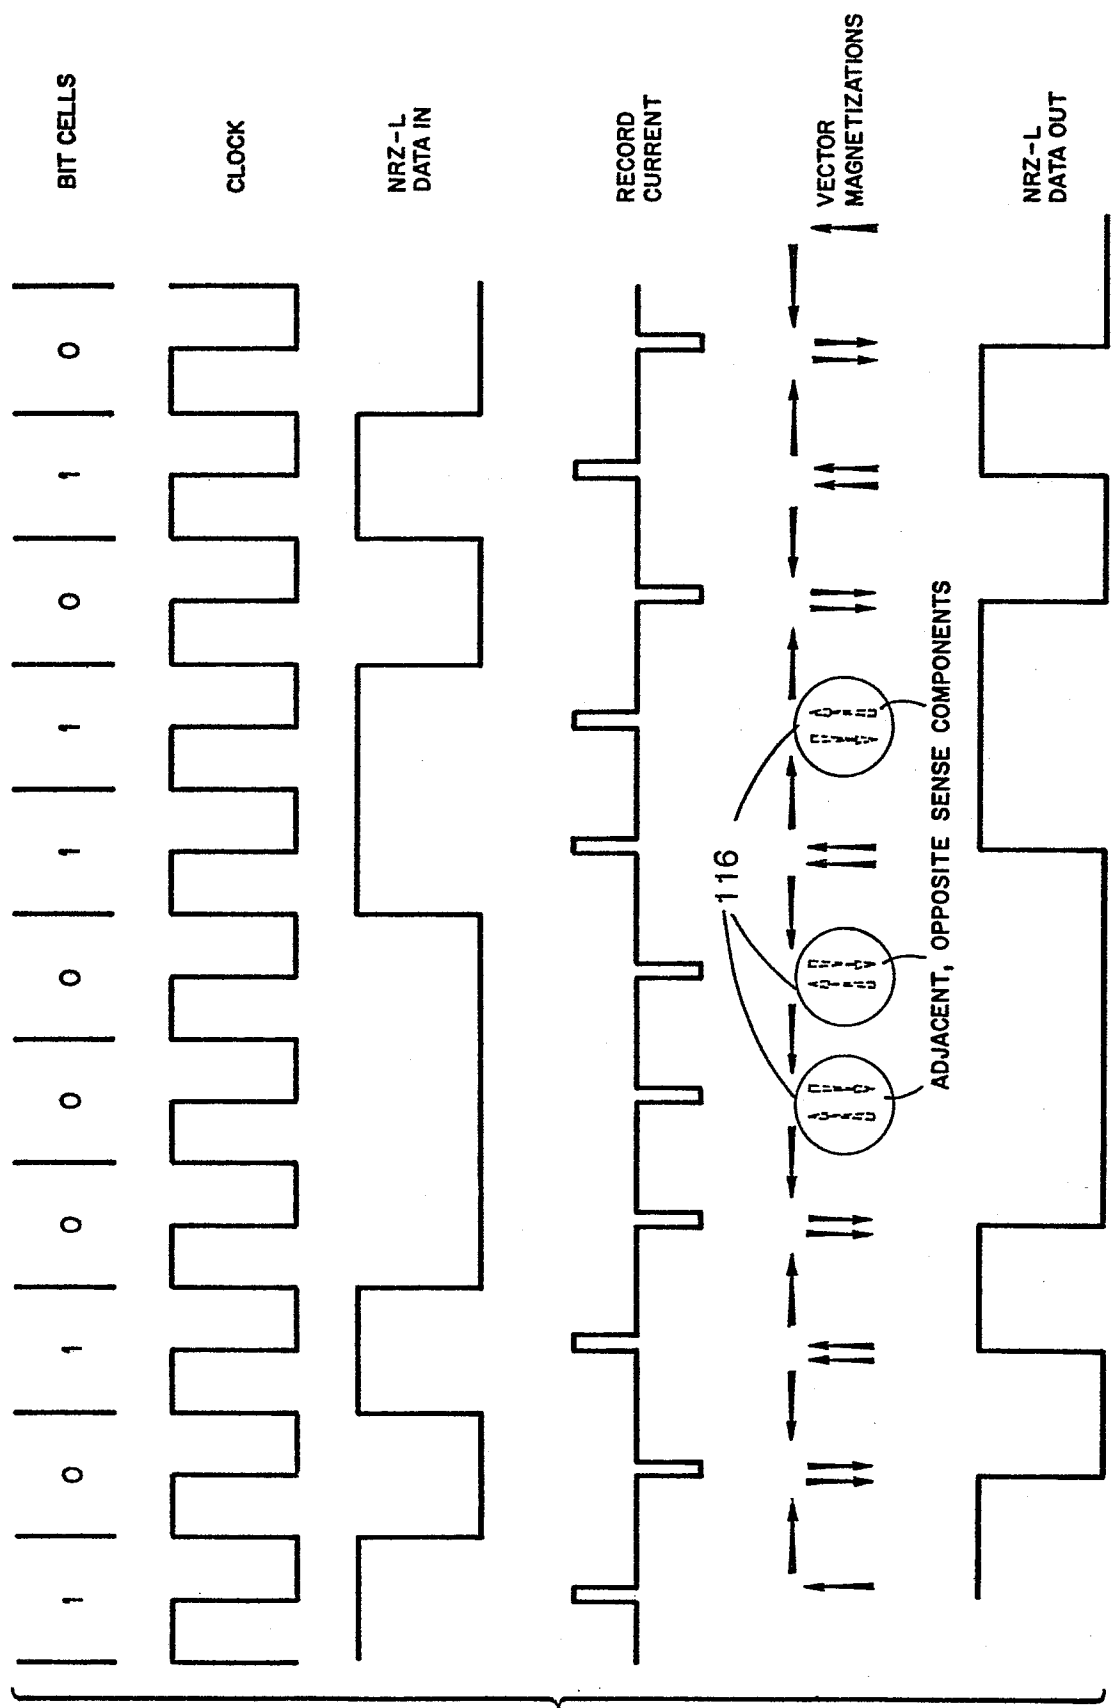 1 0 1 0 0 0 1 1 0 1 0 BIT CELLS
CLOCK
NRZ-L
DATA IN
RECORD
CURRENT
116
VECTOR
MAGNETIZATIONS
ADJACENT, OPPOSITE SENSE COMPONENTS
NRZ-L
DATA OUT